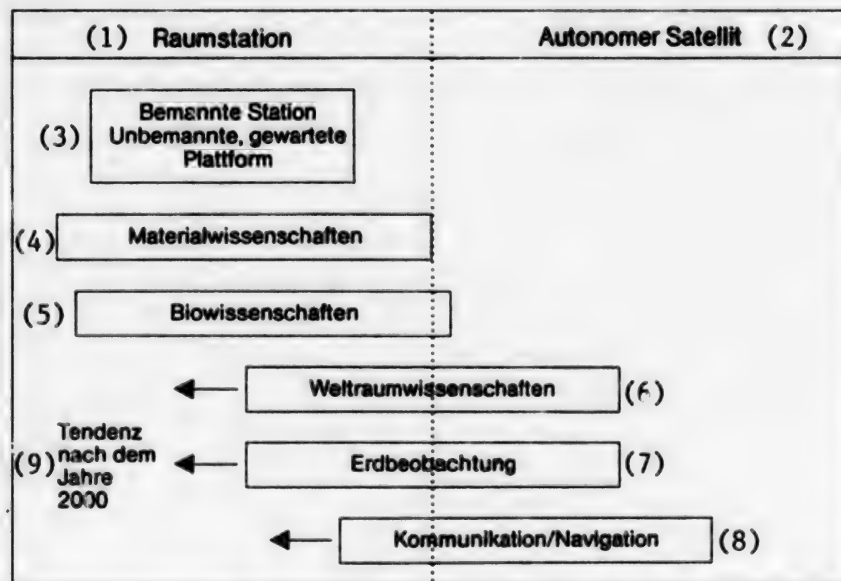 (1) Raumstation Autonomer Satellit (2)
Bemannte Station
(3) Unbemannte, gewartete
Plattform
(4) Materialwissenschaften
(5) Biowissenschaften
Weltraumwissenschaften (6)
Tendenz
(9) nach dem Erdbeobachtung (7)
Jahre
2000
Kommunikation/Navigation (8)